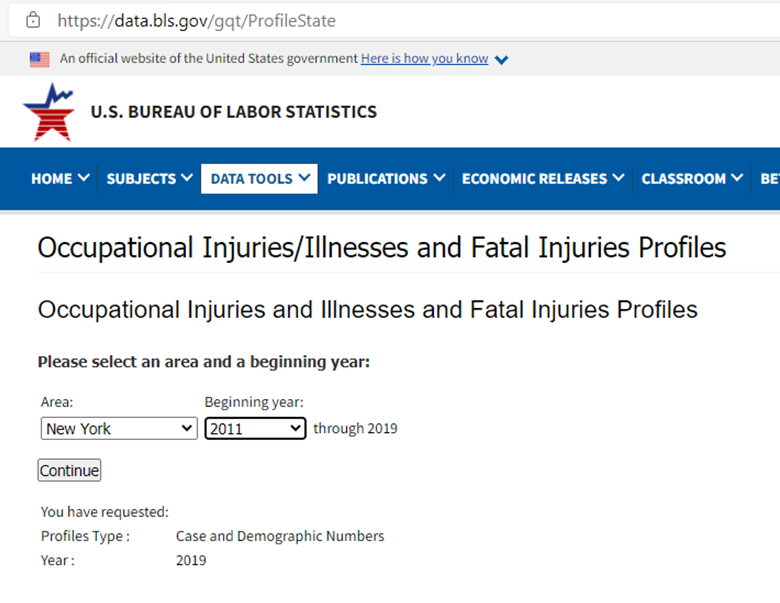 https://data.bls.gov/gqt/ProfileState
An official website of the United States government Here is how you know
U.S. BUREAU OF LABOR STATISTICS
HOME SUBJECTS DATA TOOLS PUBLICATIONS ECONOMIC RELEASES CLASSROOM BE
Occupational Injuries/Illnesses and Fatal Injuries Profiles
Occupational Injuries and Illnesses and Fatal Injuries Profiles
Please select an area and a beginning year:
Area: Beginning year:
New York 2011 through 2019
Continue
You have requested:
Profiles Type : Case and Demographic Numbers
Year : 2019